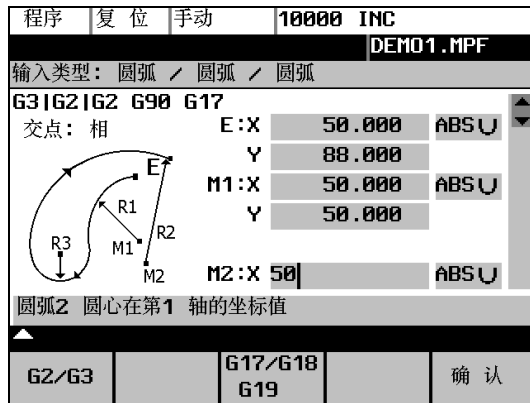 程序 复 位 手动 10000 INC
DEMO1.MPF
输入类型: 圆弧 / 圆弧 / 圆弧
G3|G2|G2 G90 G17
交点: 相 E:X 50.000 ABS
Y 88.000
M1:X 50.000 ABS
Y 50.000
M2:X 50 ABS
E
R1
R2
R3
M1
M2
圆弧2 圆心在第1 轴的坐标值
G2/G3 G17/G18 G19 确 认